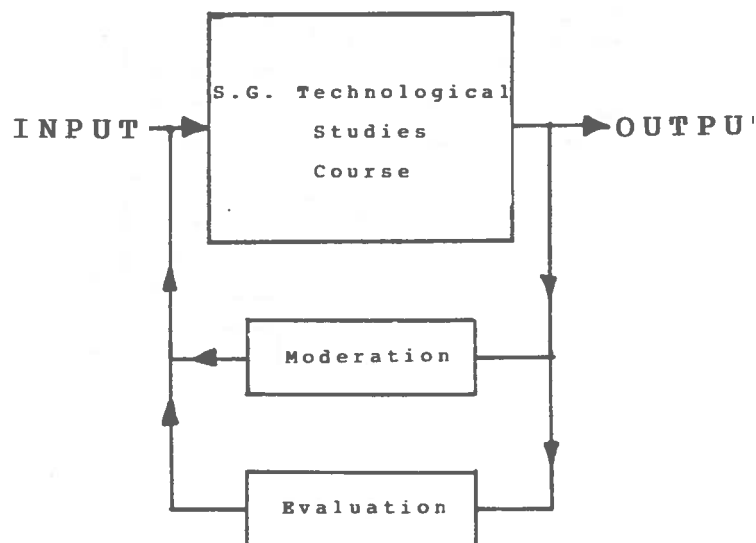 S.G. Technological
INPUT
OUTPUT
Studies
Course
Moderation
Evaluation